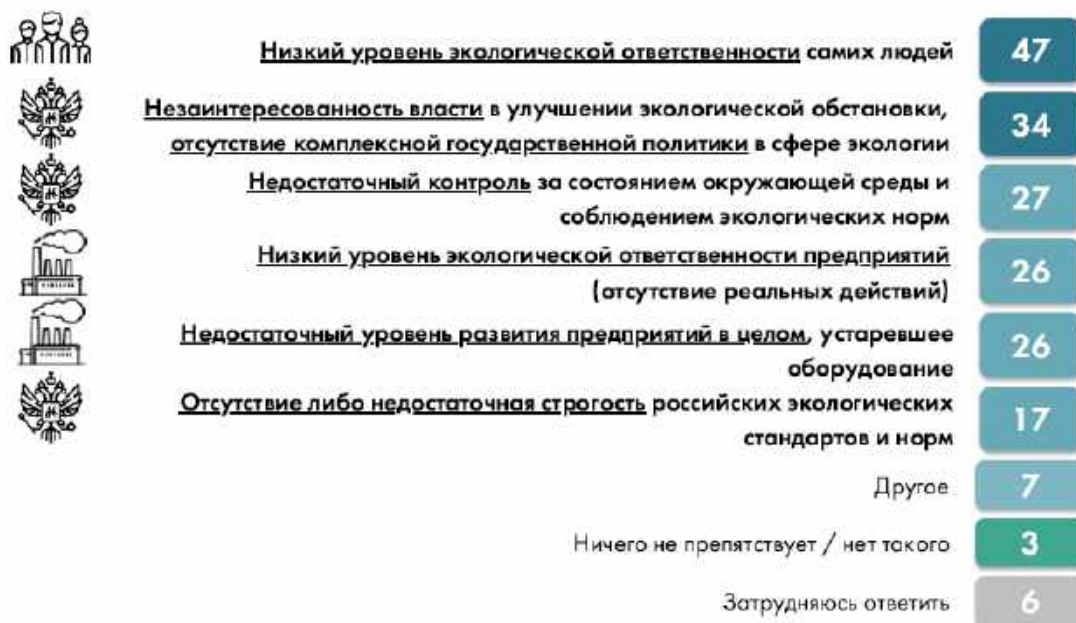 Низкий уровень экологической ответственности самих людей 47
Незаинтересованность власти в улучшении экологической обстановки,
отсутствие комплексной государственной политики в сфере экологии 34
Недостаточный контроль за состоянием окружающей среды и
соблюдением экологических норм 27
Низкий уровень экологической ответственности предприятий
(отсутствие реальных действий) 26
Недостаточный уровень развития предприятий в целом, устаревшее
оборудование 26
Отсутствие либо недостаточная строгость российских экологических
стандартов и норм 17
Другое 7
Ничего не препятствует / нет такого 3
Затрудняюсь ответить 6